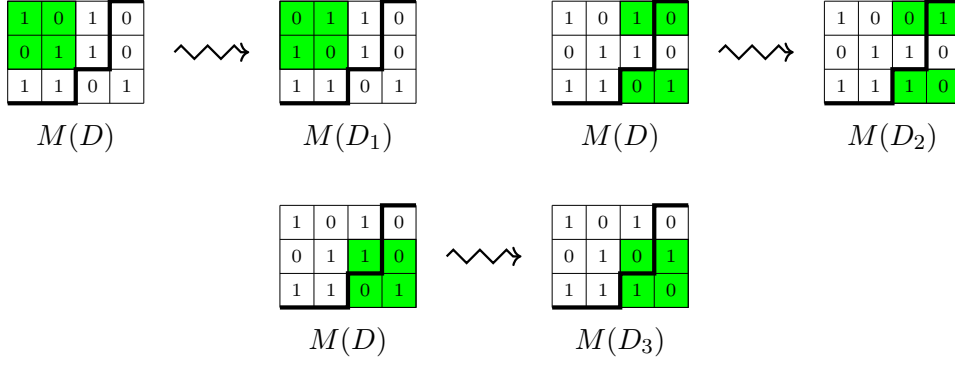 1 0 1 0 0 1 1 0 1 0 1 0 1 0 0 1
0 1 1 0 1 0 1 0 0 1 1 0 0 1 1 0
1 1 0 1 1 1 0 1 1 1 0 1 1 1 1 0
M(D) M(D₁) M(D) M(D₂)
1 0 1 0 1 0 1 0
0 1 1 0 0 1 0 1
1 1 0 1 1 1 1 0
M(D) M(D₃)